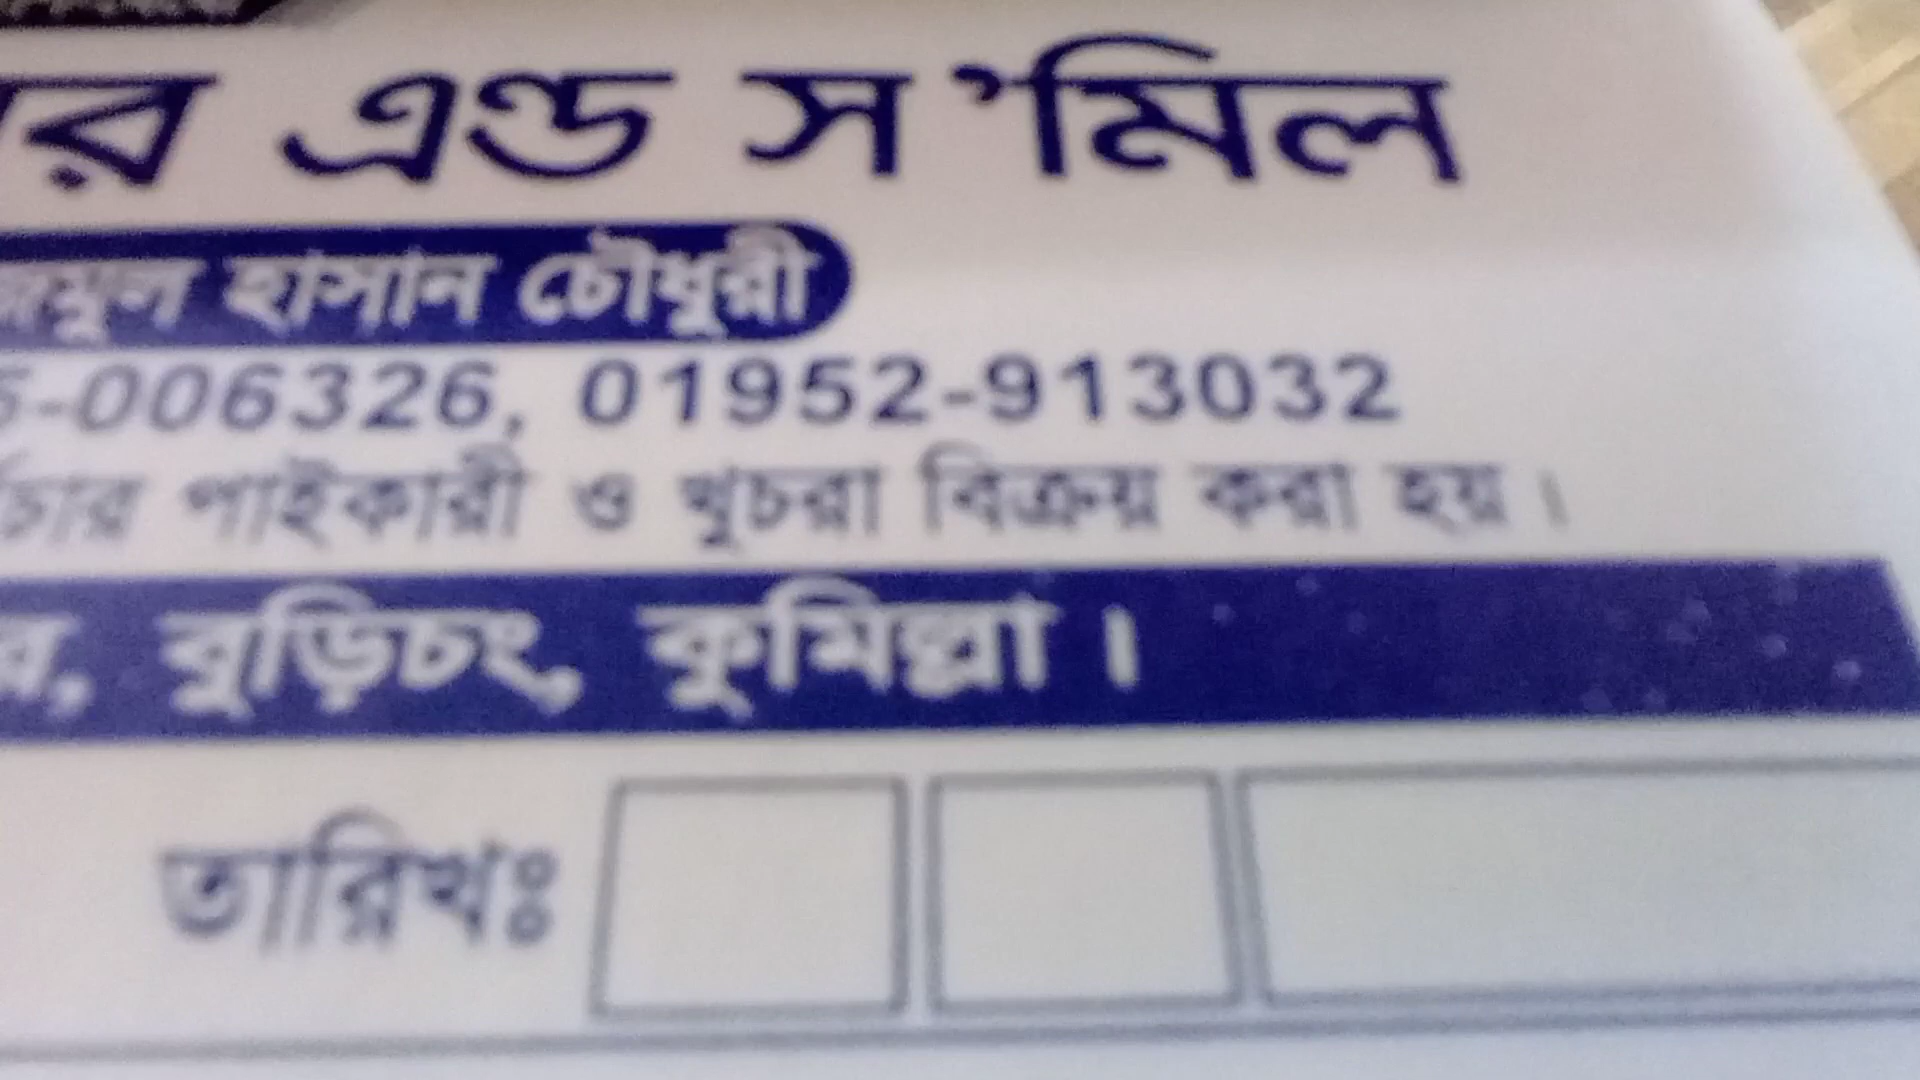 এন্ড স'মিল
হাসান চৌধুরী
-006326, 01952-913032
পাইকারী ও খুচরা বিক্রয় করা হয়।
বুড়িচং, কুমিল্লা।
তারিখঃ